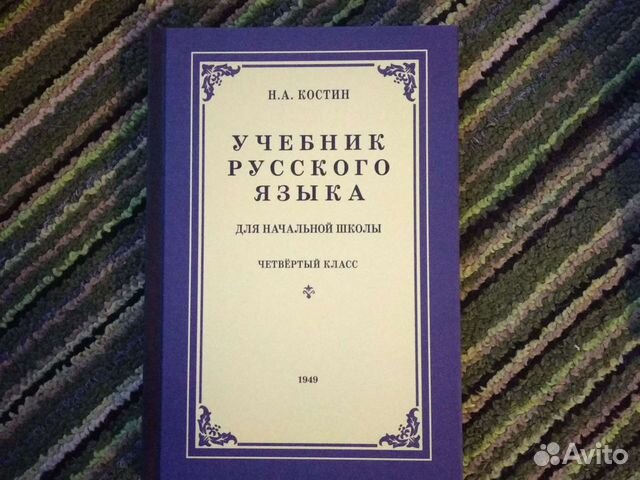 Н.А. КОСТИН
УЧЕБНИК
РУССКОГО
ЯЗЫКА
ДЛЯ НАЧАЛЬНОЙ ШКОЛЫ
ЧЕТВЁРТЫЙ КЛАСС
1949
Avito